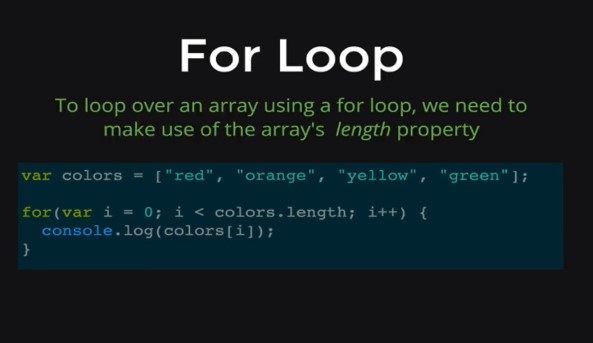 For Loop
To loop over an array using a for loop, we need to
make use of the array's length property
var colors = ["red", "orange", "yellow", "green"];
for(var i = 0; i < colors.length; i++) {
  console.log(colors[i]);
}